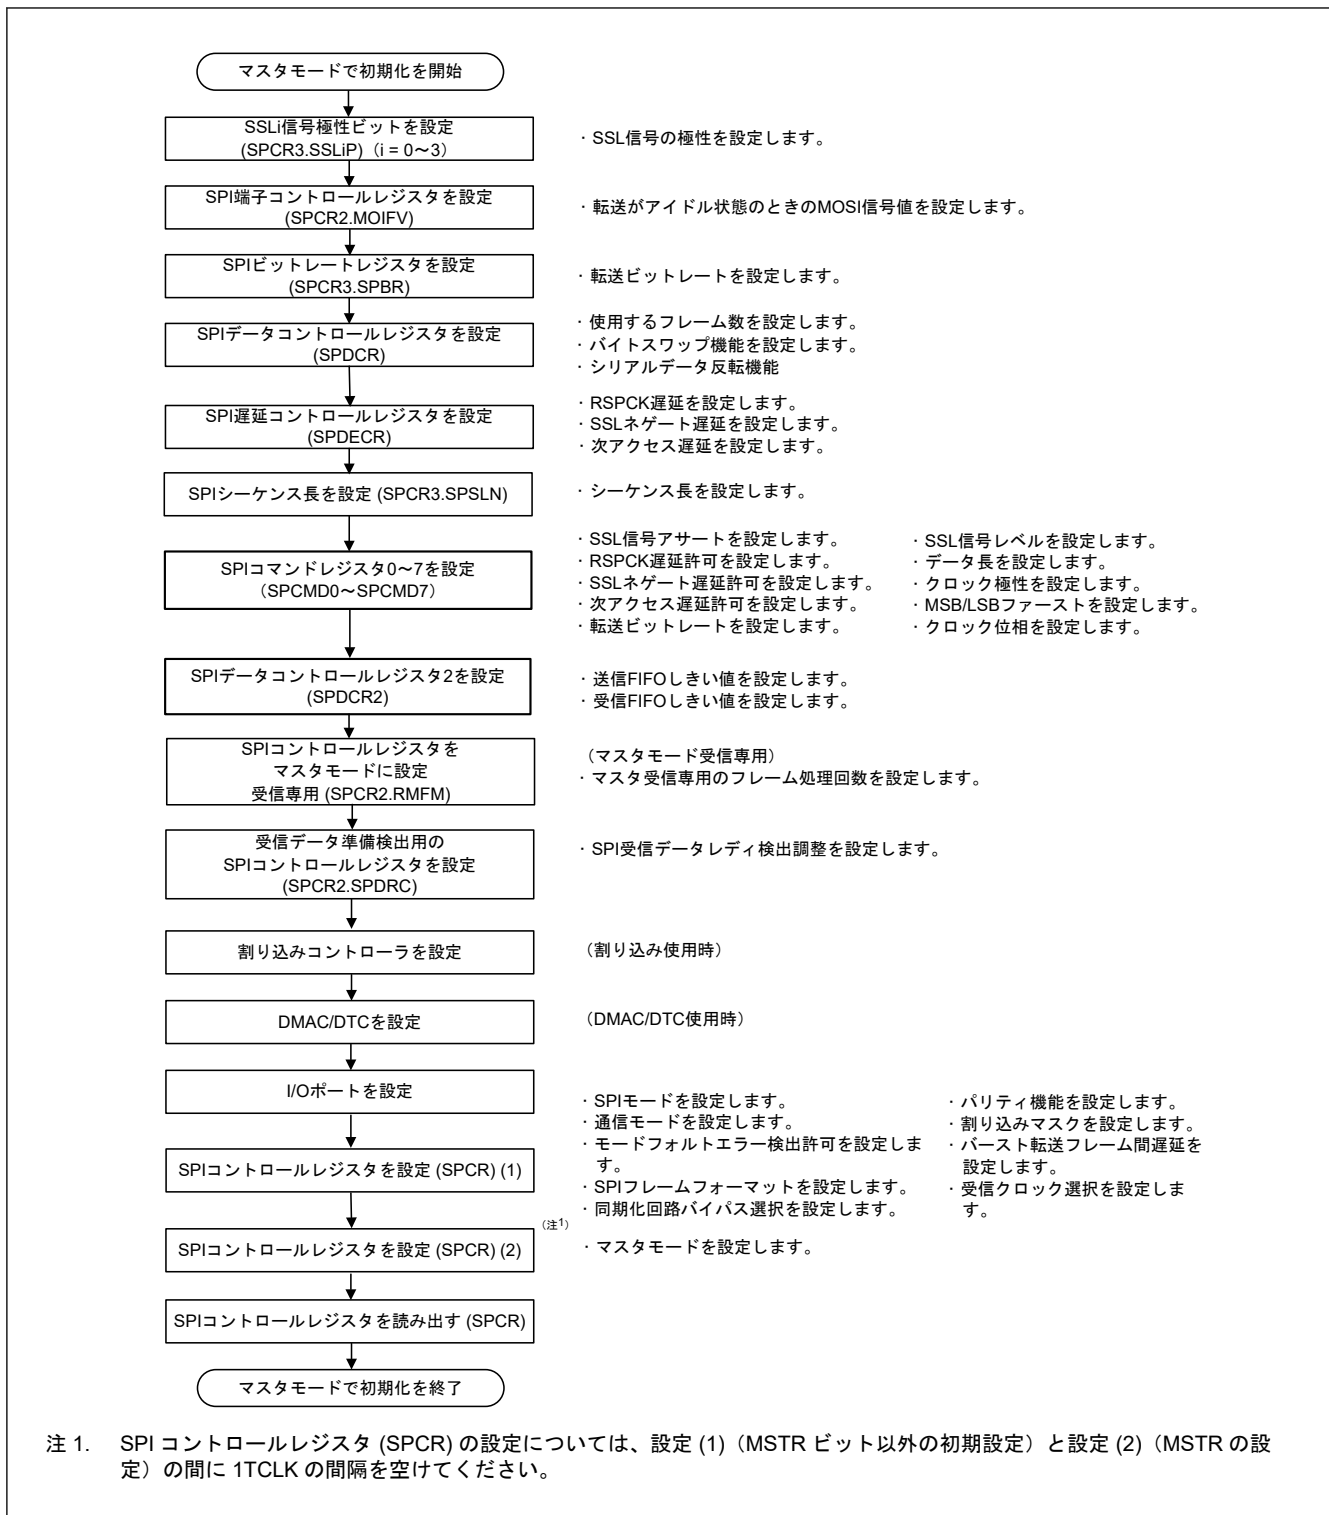 マスタモードで初期化を開始
SSLi信号極性ビットを設定
(SPCR3.SSLiP)（i = 0～3）
・SSL信号の極性を設定します。
SPI端子コントロールレジスタを設定
(SPCR2.MOIFV)
・転送がアイドル状態のときのMOSI信号値を設定します。
SPIビットレートレジスタを設定
(SPCR3.SPBR)
・転送ビットレートを設定します。
SPIデータコントロールレジスタを設定
(SPDCR)
・使用するフレーム数を設定します。
・バイトスワップ機能を設定します。
・シリアルデータ反転機能
SPI遅延コントロールレジスタを設定
(SPDECR)
・RSPCK遅延を設定します。
・SSLネゲート遅延を設定します。
・次アクセス遅延を設定します。
SPIシーケンス長を設定 (SPCR3.SPSLN)
・シーケンス長を設定します。
SPIコマンドレジスタ0～7を設定
（SPCMD0～SPCMD7）
・SSL信号アサートを設定します。
・RSPCK遅延許可を設定します。
・SSLネゲート遅延許可を設定します。
・次アクセス遅延許可を設定します。
・転送ビットレートを設定します。
・SSL信号レベルを設定します。
・データ長を設定します。
・クロック極性を設定します。
・MSB/LSBファーストを設定します。
・クロック位相を設定します。
SPIデータコントロールレジスタ2を設定
(SPDCR2)
・送信FIFOしきい値を設定します。
・受信FIFOしきい値を設定します。
SPIコントロールレジスタを
マスタモードに設定
受信専用 (SPCR2.RMFM)
（マスタモード受信専用）
・マスタ受信専用のフレーム処理回数を設定します。
受信データ準備検出用の
SPIコントロールレジスタを設定
(SPCR2.SPDRC)
・SPI受信データレディ検出調整を設定します。
割り込みコントローラを設定
（割り込み使用時）
DMAC/DTCを設定
（DMAC/DTC使用時）
I/Oポートを設定
SPIコントロールレジスタを設定 (SPCR) (1)
・SPIモードを設定します。
・通信モードを設定します。
・モードフォルトエラー検出許可を設定しま
す。
・SPIフレームフォーマットを設定します。
・同期化回路バイパス選択を設定します。
・パリティ機能を設定します。
・割り込みマスクを設定します。
・バースト転送フレーム間遅延を
設定します。
・受信クロック選択を設定しま
す。
（注1）
SPIコントロールレジスタを設定 (SPCR) (2)
・マスタモードを設定します。
SPIコントロールレジスタを読み出す (SPCR)
マスタモードで初期化を終了
注 1. SPI コントロールレジスタ (SPCR) の設定については、設定 (1)（MSTR ビット以外の初期設定）と設定 (2)（MSTR の設
定）の間に 1TCLK の間隔を空けてください。